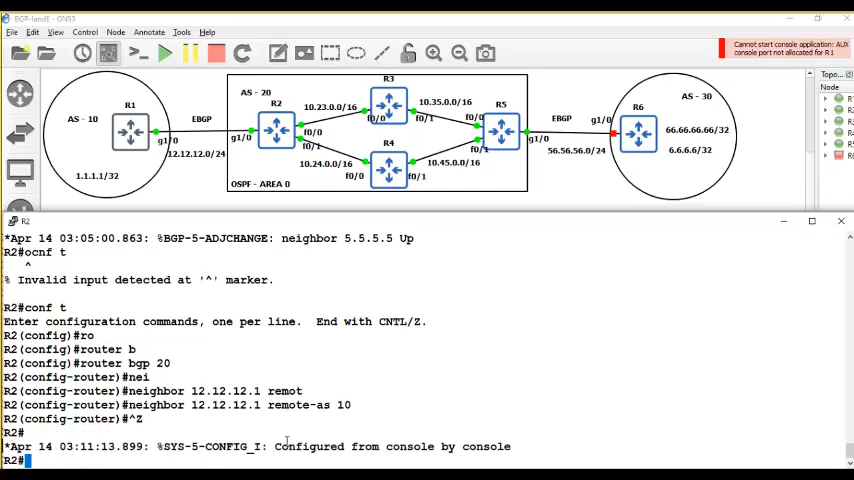 BGP-IandE - GNS3
File Edit View Control Node Annotate Tools Help
Cannot start console application: AUX
console port not allocated for R1
Topo...
R3
AS - 20
10.23.0.0/16
10.35.0.0/16
AS - 30
R1
R2
R5
R6
AS - 10
EBGP
f0/0
f0/1
f0/0
EBGP
g1/0
g1/0
f0/0
R4
g1/0
g1/0
66.66.66.66/32
12.12.12.0/24
f0/1
10.24.0.0/16
10.45.0.0/16
f0/1
56.56.56.0/24
6.6.6.6/32
1.1.1.1/32
f0/0
f0/1
OSPF - AREA 0
R2
*Apr 14 03:05:00.863: %BGP-5-ADJCHANGE: neighbor 5.5.5.5 Up
R2#ocnf t
^
% Invalid input detected at '^' marker.
R2#conf t
Enter configuration commands, one per line. End with CNTL/Z.
R2(config)#ro
R2(config)#router b
R2(config)#router bgp 20
R2(config-router)#nei
R2(config-router)#neighbor 12.12.12.1 remot
R2(config-router)#neighbor 12.12.12.1 remote-as 10
R2(config-router)#^Z
R2#
*Apr 14 03:11:13.899: %SYS-5-CONFIG_I: Configured from console by console
R2#